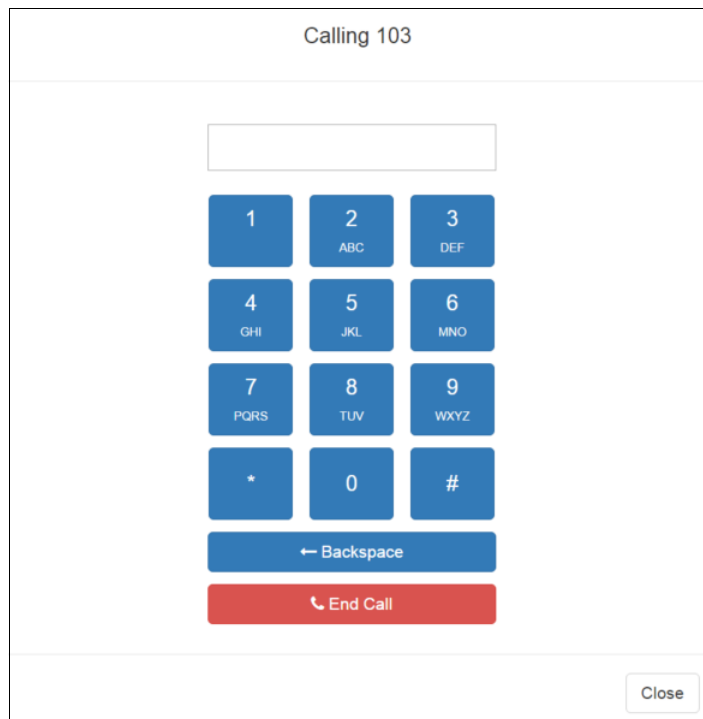 Calling 103
1 2 3
ABC DEF
4 5 6
GHI JKL MNO
7 8 9
PQRS TUV WXYZ
* 0 #
Backspace
End Call
Close